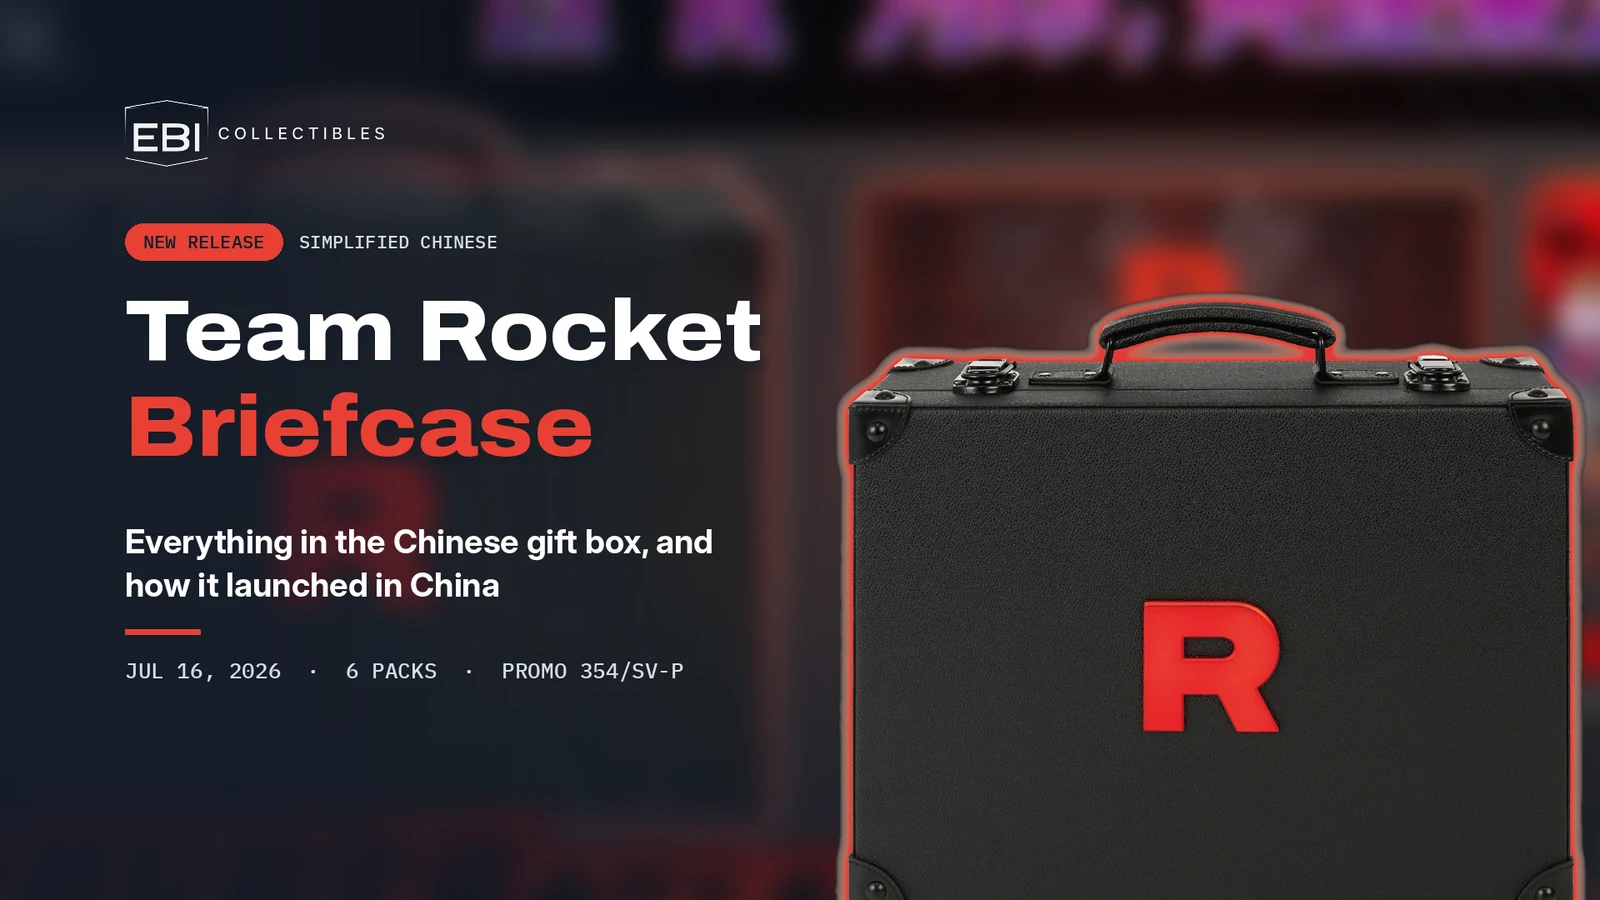 EBI COLLECTIBLES
NEW RELEASE SIMPLIFIED CHINESE
Team Rocket
Briefcase
Everything in the Chinese gift box, and
how it launched in China
JUL 16, 2026 · 6 PACKS · PROMO 354/SV-P
R